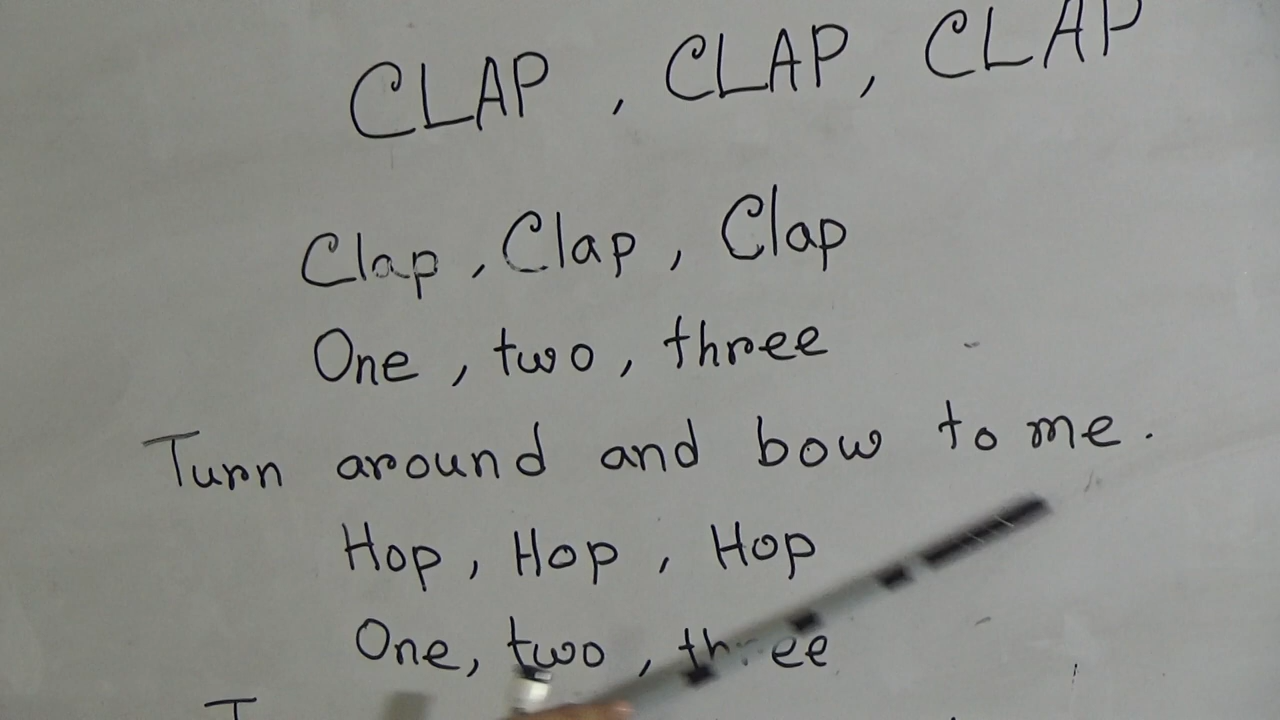 CLAP, CLAP, CLAP
Clap, Clap, Clap
One, two, three
Turn around and bow to me.
Hop, Hop, Hop
One, two, three